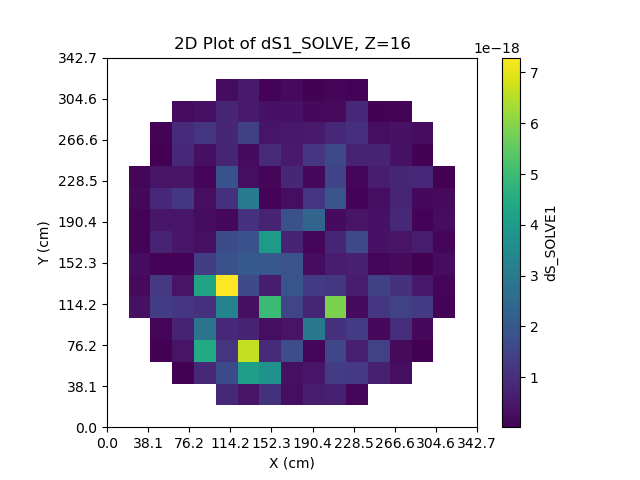 2D Plot of dS1_SOLVE, Z=16
1e−18
342.7
304.6
266.6
228.5
190.4
152.3
114.2
76.2
38.1
0.0
Y (cm)
0.0 38.1 76.2 114.2 152.3 190.4 228.5 266.6 304.6 342.7
X (cm)
7
6
5
4
3
2
1
dS_SOLVE1